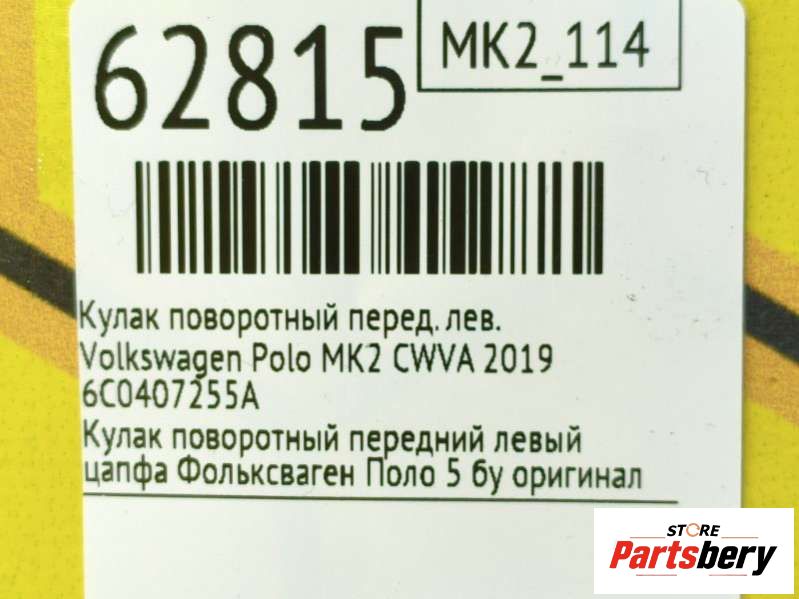 62815
MK2_114
Кулак поворотный перед. лев.
Volkswagen Polo MK2 CWVA 2019
6C0407255A
Кулак поворотный передний левый
цапфа Фольксваген Поло 5 бу оригинал
STORE
Partsbery